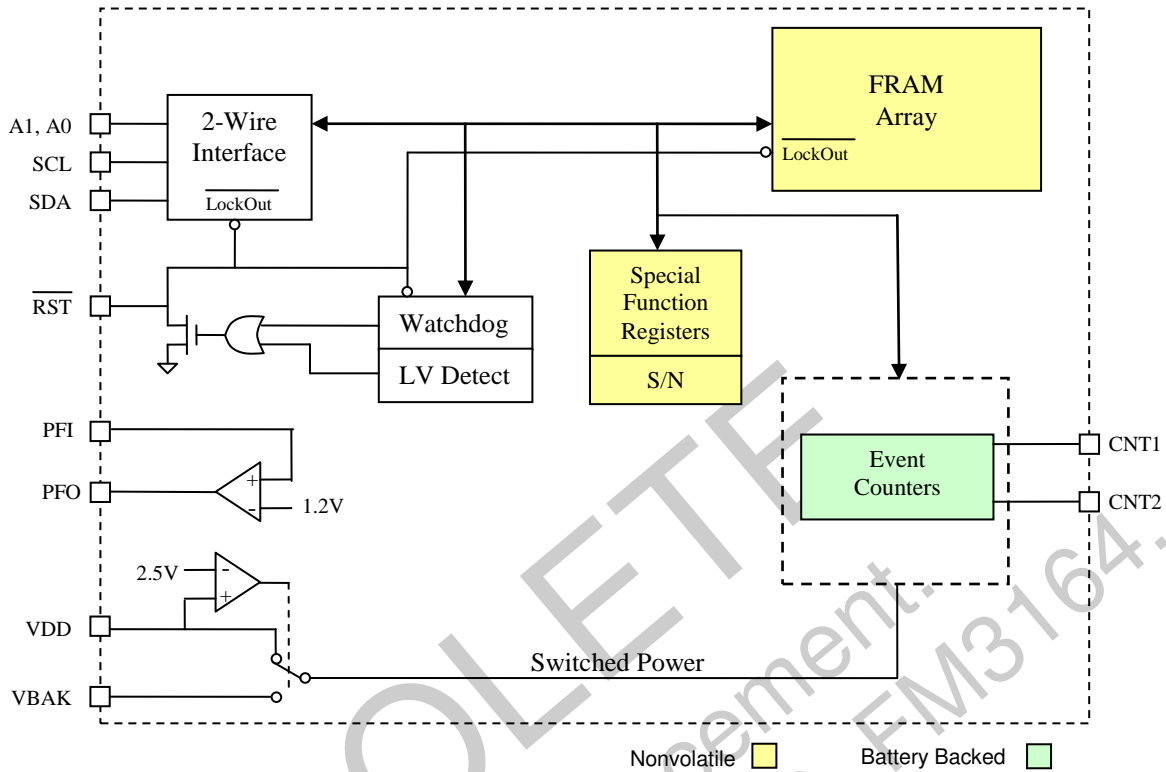 FRAM
Array
LockOut
A1, A0
SCL
SDA
2-Wire
Interface
LockOut
RST
Watchdog
LV Detect
Special
Function
Registers
S/N
PFI
PFO
+
-
1.2V
Event
Counters
CNT1
CNT2
2.5V
-
+
VDD
VBAK
Switched Power
OLETE
cement.
FM3164.
Nonvolatile
Battery Backed